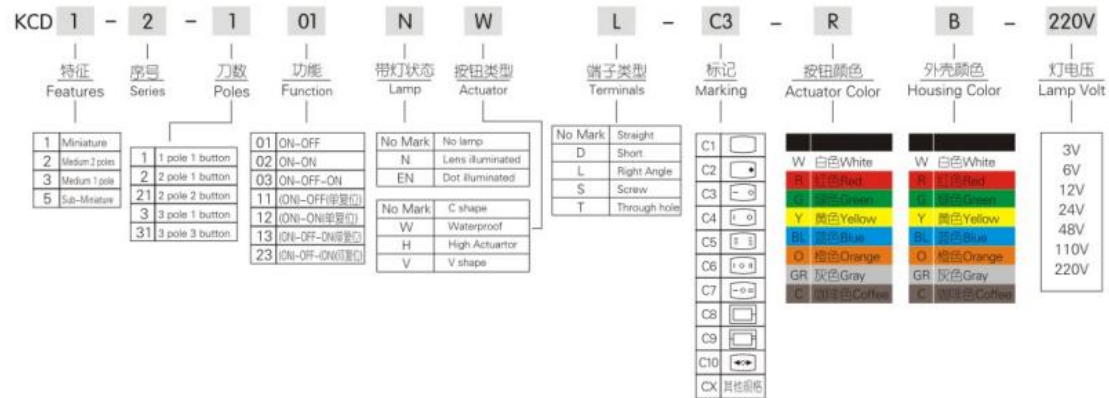 KCD 1 - 2 - 1 01 N W L - C3 - R B - 220V
特征 序号 刀数 功能 带灯状态 按钮类型 端子类型 标记 按钮颜色 外壳颜色 灯电压
Features Series Poles Function Lamp Actuator Terminals Marking Actuator Color Housing Color Lamp Volt
1 Miniature
2 Medium 2 poles
3 Medium 1 pole
5 Sub-Miniature
1 1 pole 1 button
2 2 pole 1 button
21 2 pole 2 button
3 3 pole 1 button
31 3 pole 3 button
01 ON-OFF
02 ON-ON
03 ON-OFF-ON
11 (ON)-OFF(单复位)
12 (ON)-ON(单复位)
13 (ON)-OFF-ON(单复位)
23 (ON)-OFF-(ON)(双复位)
No Mark No lamp
N Lens illuminated
EN Dot illuminated
No Mark C shape
W Waterproof
H High Actuartor
V V shape
No Mark Straight
D Short
L Right Angle
S Screw
T Through hole
C1
C2
C3 - o
C4 I o
C5
C6 I o II
C7 - o =
C8
C9
C10
CX 其他规格
W 白色White
R 红色Red
G 绿色Green
Y 黄色Yellow
BL 蓝色Blue
O 橙色Orange
GR 灰色Gray
C 咖啡色Coffee
W 白色White
R 红色Red
G 绿色Green
Y 黄色Yellow
BL 蓝色Blue
O 橙色Orange
GR 灰色Gray
C 咖啡色Coffee
3V
6V
12V
24V
48V
110V
220V